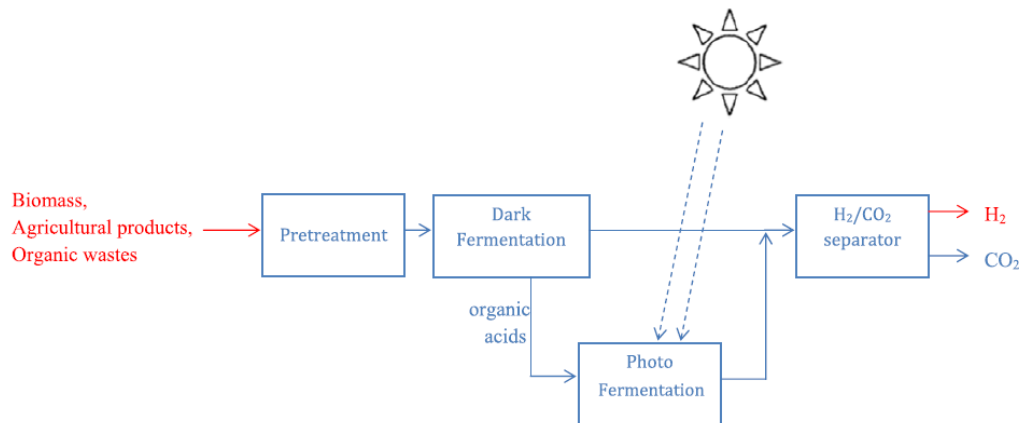 Biomass,
Agricultural products,
Organic wastes
Pretreatment
Dark
Fermentation
organic
acids
Photo
Fermentation
H₂/CO₂
separator
H₂
CO₂